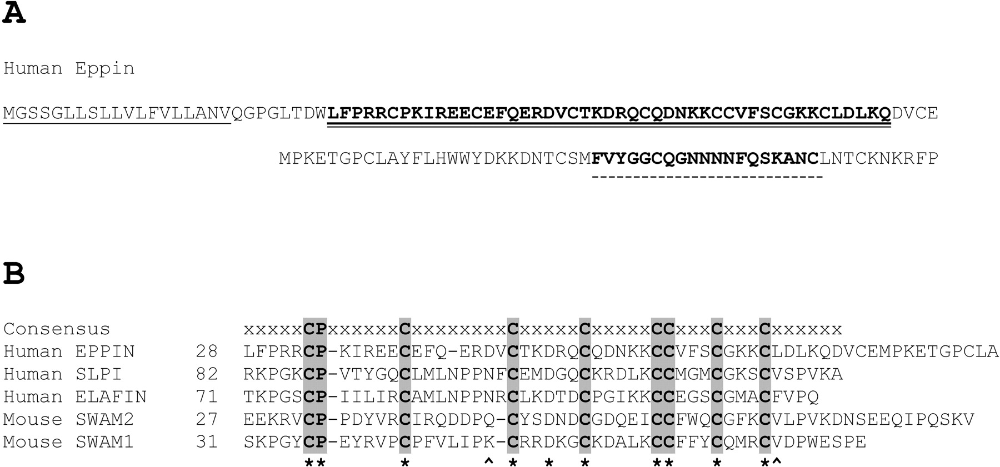 A
Human Eppin
MGSSGLLSLLVLFVLLANVQGPGLTDWLFPRRCPKIREECEFQERDVCTKDRQCQDNKKCCVFSCGKKCLDLKQDVCE
MPKETGPCLAYFLHWWYDKKDNTCSMFVYGGCQGNNNNFQSKANCLNTCKNKRFP
--------------------------
B
Consensus xxxxxCPxxxxxxCxxxxxxxxCxxxxxCxxxxxCCxxxCxxxCxxxxxx
Human EPPIN 28 LFPRRCP-KIREECEFQ-ERDVCTKDRQCQDNKKCCVFSCGKKCLDLKQDVCEMPKETGPCLA
Human SLPI 82 RKPGKCP-VTYGQCLMLNPPNFCEMDGQCKRDLKCCMGMCGKSCVSPVKA
Human ELAFIN 71 TKPGSCP-IILIRCAMLNPPNRCLKDTDCPGIKKCCEGSCGMACFVPQ
Mouse SWAM2 27 EEKRVCP-PDYVRCIRQDDPQ-CYSDNDCGDQEICCFWQCGFKCVLPVKDNSEEQIPQSKV
Mouse SWAM1 31 SKPGYCP-EYRVPCPFVLIPK-CRRDKGCKDALKCCFFYCQMRCVDPWESPE
** * ^ * * * ** * *^